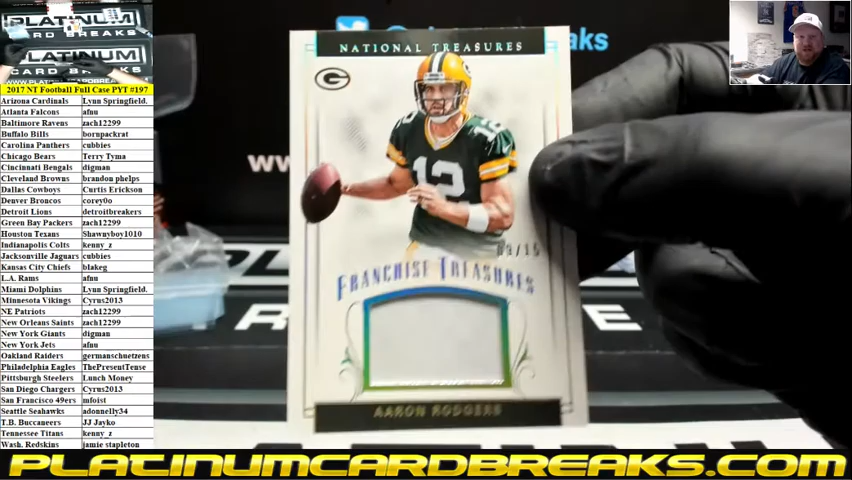 PLATINUM
CARD BREAKS
PLATINUM
CARD BREAKS
2017 NT Football Full Case PYT #197
Arizona Cardinals Lynn Springfield.
Atlanta Falcons afnu
Baltimore Ravens zach12299
Buffalo Bills bornpackrat
Carolina Panthers cubbies
Chicago Bears Terry Tyma
Cincinnati Bengals digman
Cleveland Browns brandon phelps
Dallas Cowboys Curtis Erickson
Denver Broncos corey0o
Detroit Lions detroitbreakers
Green Bay Packers zach12299
Houston Texans Shawnyboy1010
Indianapolis Colts kenny_z
Jacksonville Jaguars cubbies
Kansas City Chiefs blakeg
L.A. Rams afnu
Miami Dolphins Lynn Springfield.
Minnesota Vikings Cyrus2013
NE Patriots zach12299
New Orleans Saints zach12299
New York Giants digman
New York Jets afnu
Oakland Raiders germanschnetzens
Philadelphia Eagles ThePresentTense
Pittsburgh Steelers Lunch Money
San Diego Chargers Cyrus2013
San Francisco 49ers mfoist
Seattle Seahawks adonnelly34
T.B. Buccaneers JJ Jayko
Tennessee Titans kenny_z
Wash. Redskins jamie stapleton
NATIONAL TREASURES
G
12
12
FRANCHISE TREASURES
AARON RODGERS
ks
ww
PLATINUMCARDBREAKS.COM